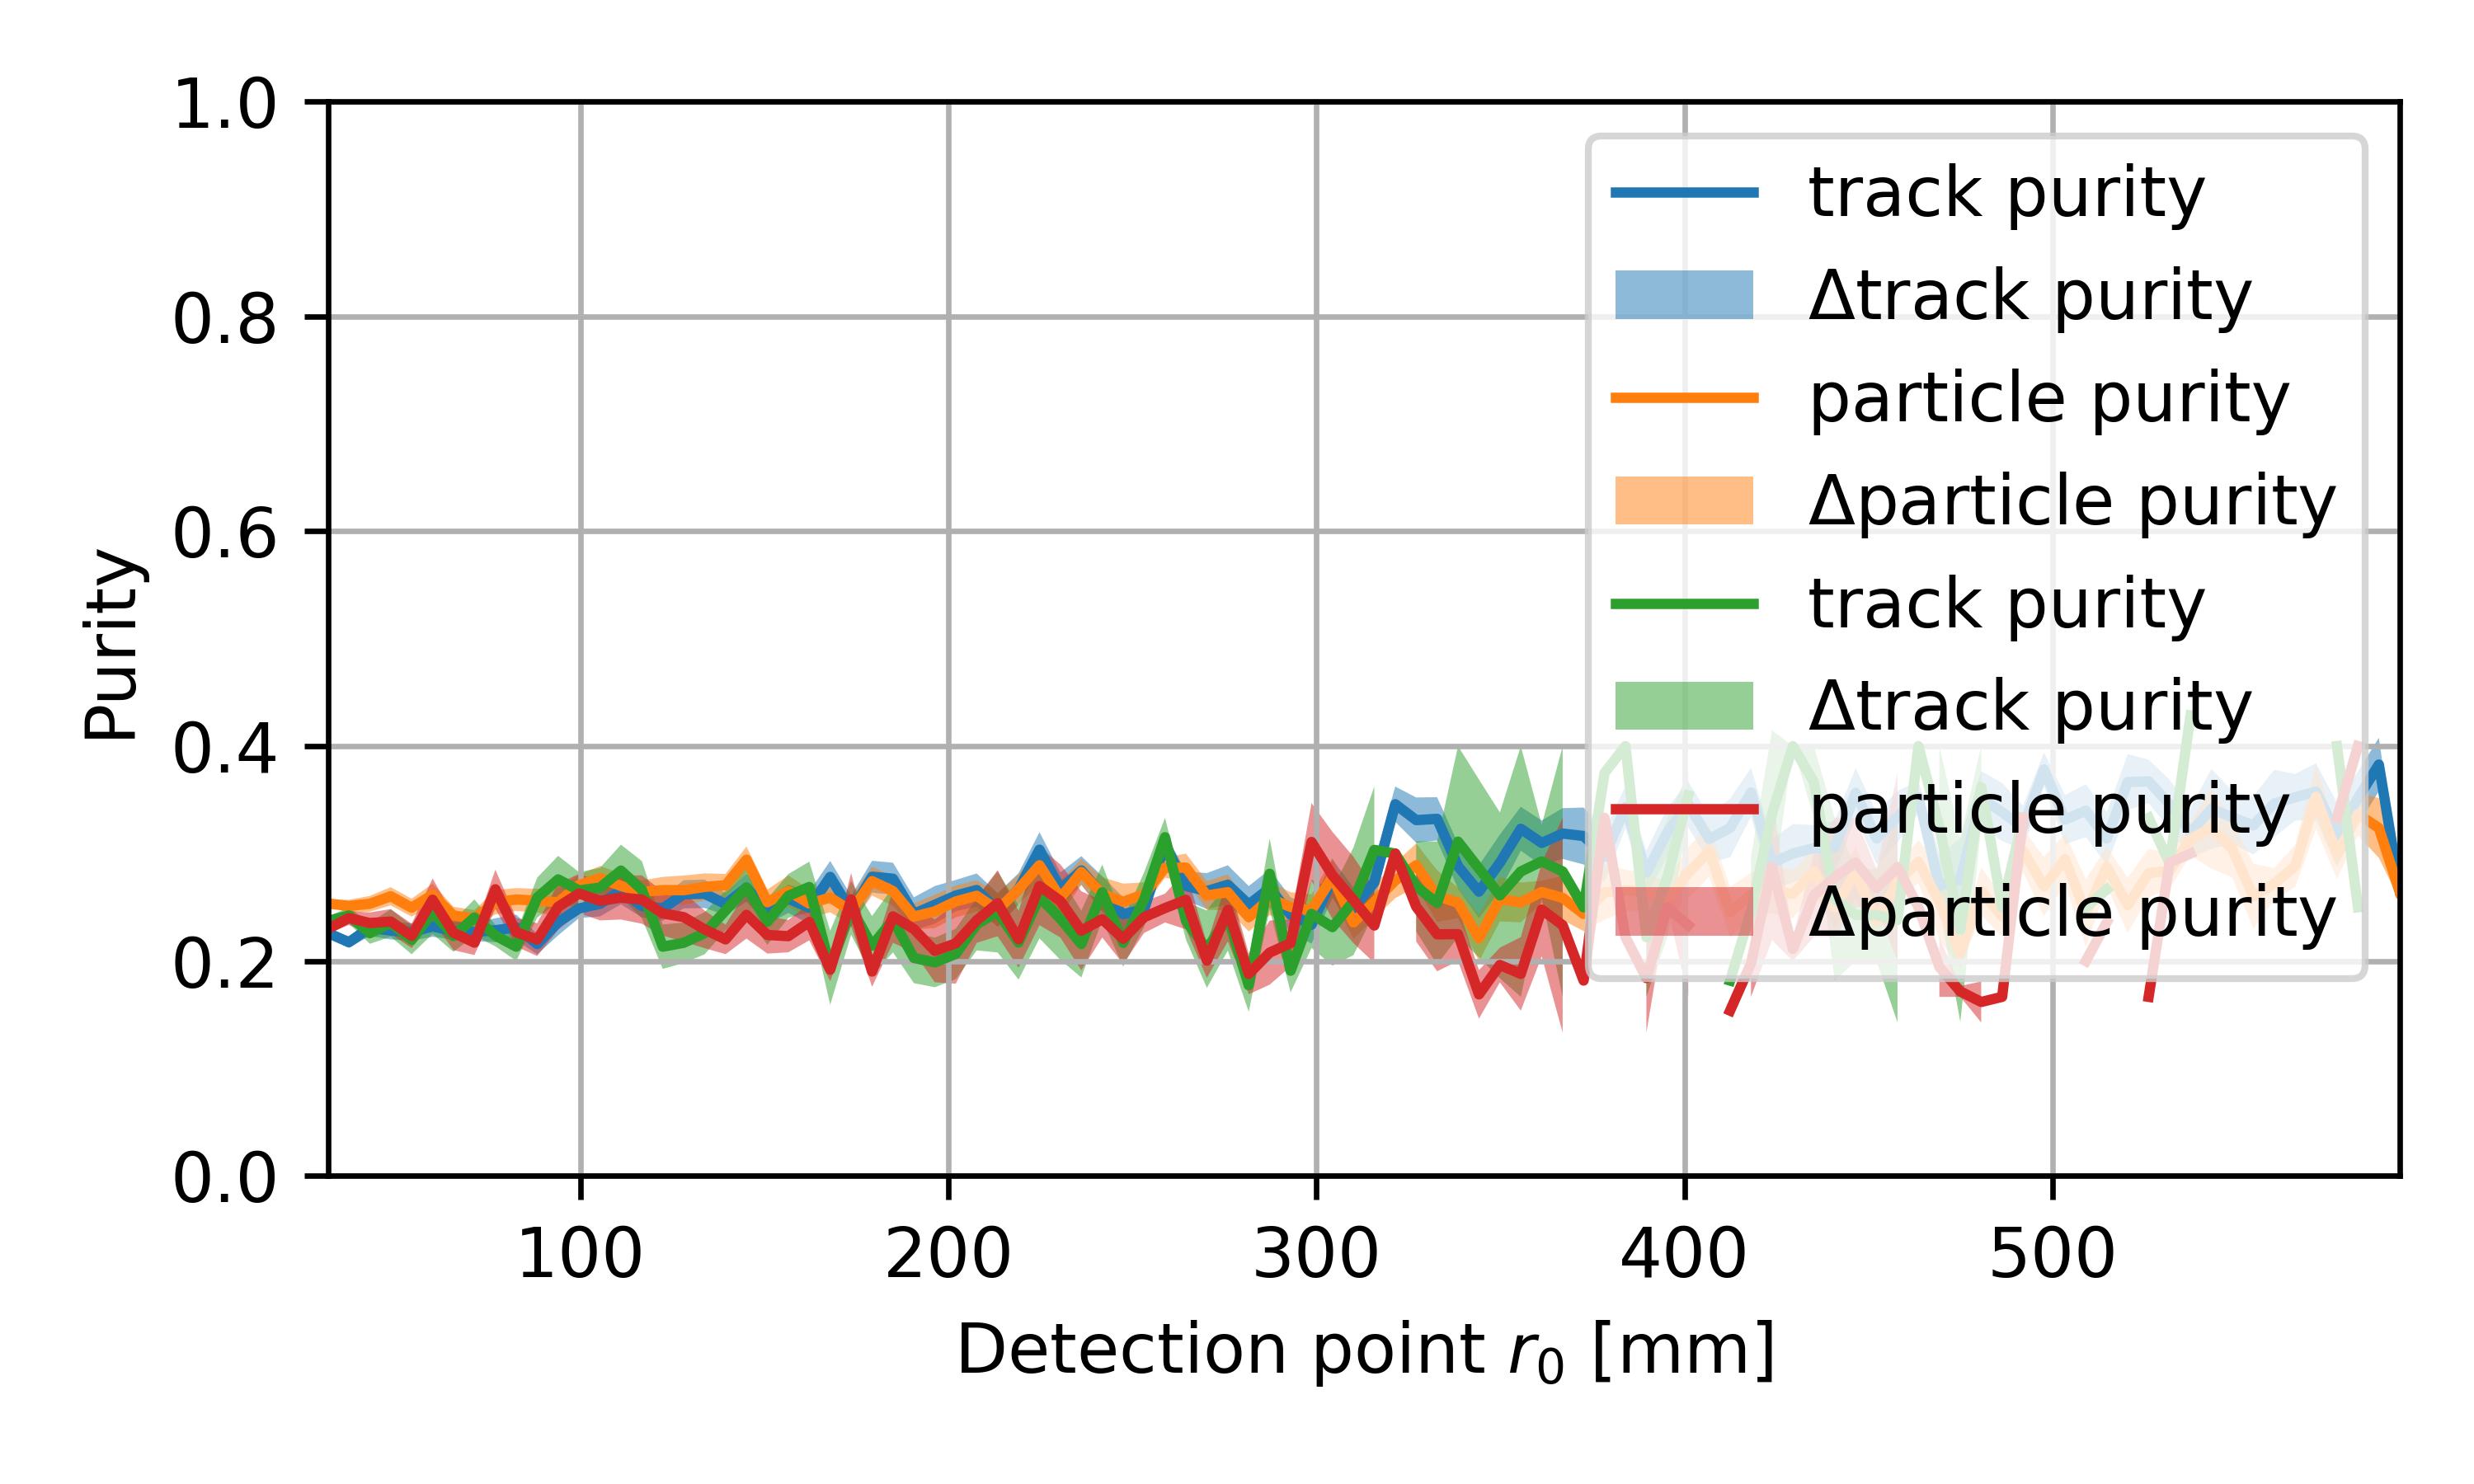 1.0
0.8
0.6
0.4
0.2
0.0
Purity
track purity
Δtrack purity
particle purity
Δparticle purity
track purity
Δtrack purity
particle purity
Δparticle purity
100 200 300 400 500
Detection point r₀ [mm]